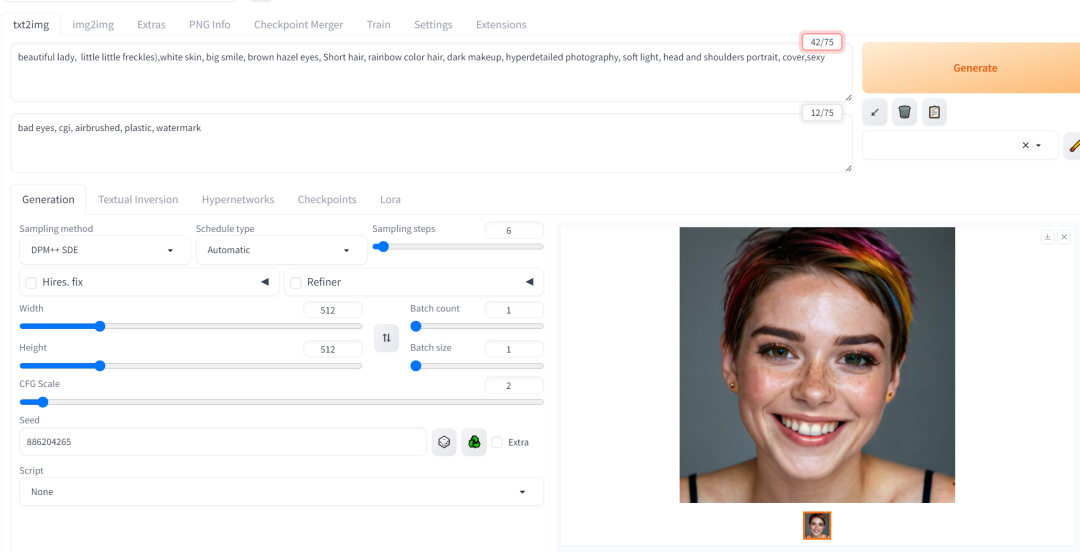 txt2img img2img Extras PNG Info Checkpoint Merger Train Settings Extensions
42/75
beautiful lady, little little freckles),white skin, big smile, brown hazel eyes, Short hair, rainbow color hair, dark makeup, hyperdetailed photography, soft light, head and shoulders portrait, cover,sexy
Generate
12/75
bad eyes, cgi, airbrushed, plastic, watermark
Generation Textual Inversion Hypernetworks Checkpoints Lora
Sampling method Schedule type Sampling steps 6
DPM++ SDE Automatic
Hires. fix Refiner
Width 512 Batch count 1
Height 512 Batch size 1
CFG Scale 2
Seed
886204265 Extra
Script
None